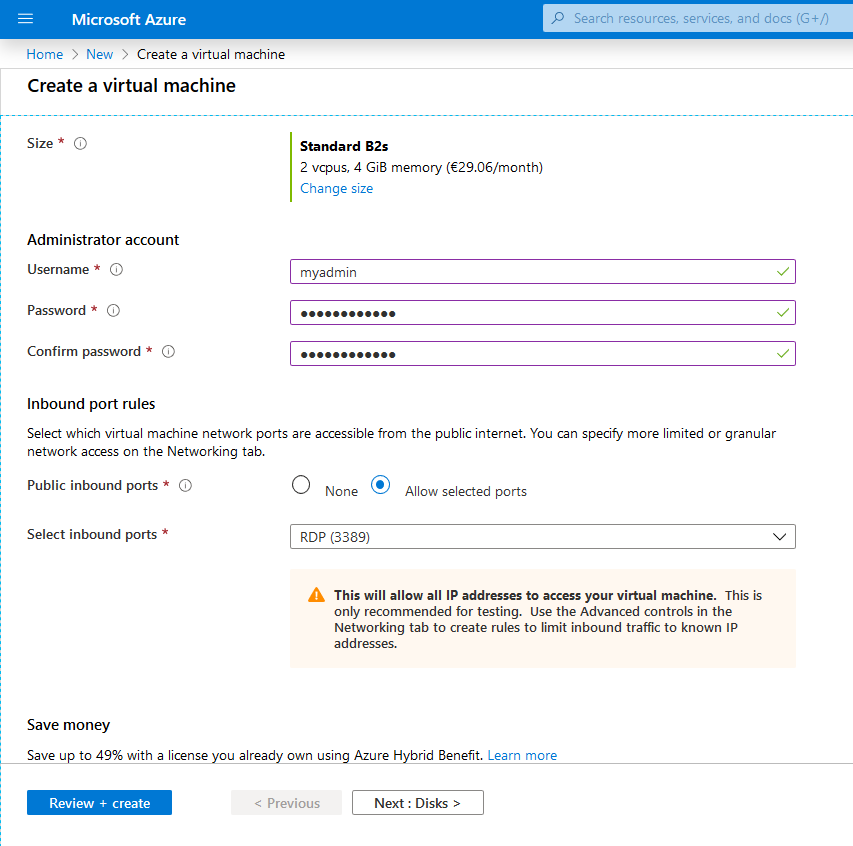 Microsoft Azure
Search resources, services, and docs (G+/)
Home > New > Create a virtual machine
Create a virtual machine
Size *
Standard B2s
2 vcpus, 4 GiB memory (€29.06/month)
Change size
Administrator account
Username *
myadmin
Password *
●●●●●●●●●●●●
Confirm password *
●●●●●●●●●●●●
Inbound port rules
Select which virtual machine network ports are accessible from the public internet. You can specify more limited or granular
network access on the Networking tab.
Public inbound ports *
None
Allow selected ports
Select inbound ports *
RDP (3389)
This will allow all IP addresses to access your virtual machine. This is
only recommended for testing. Use the Advanced controls in the
Networking tab to create rules to limit inbound traffic to known IP
addresses.
Save money
Save up to 49% with a license you already own using Azure Hybrid Benefit. Learn more
Review + create
< Previous
Next : Disks >